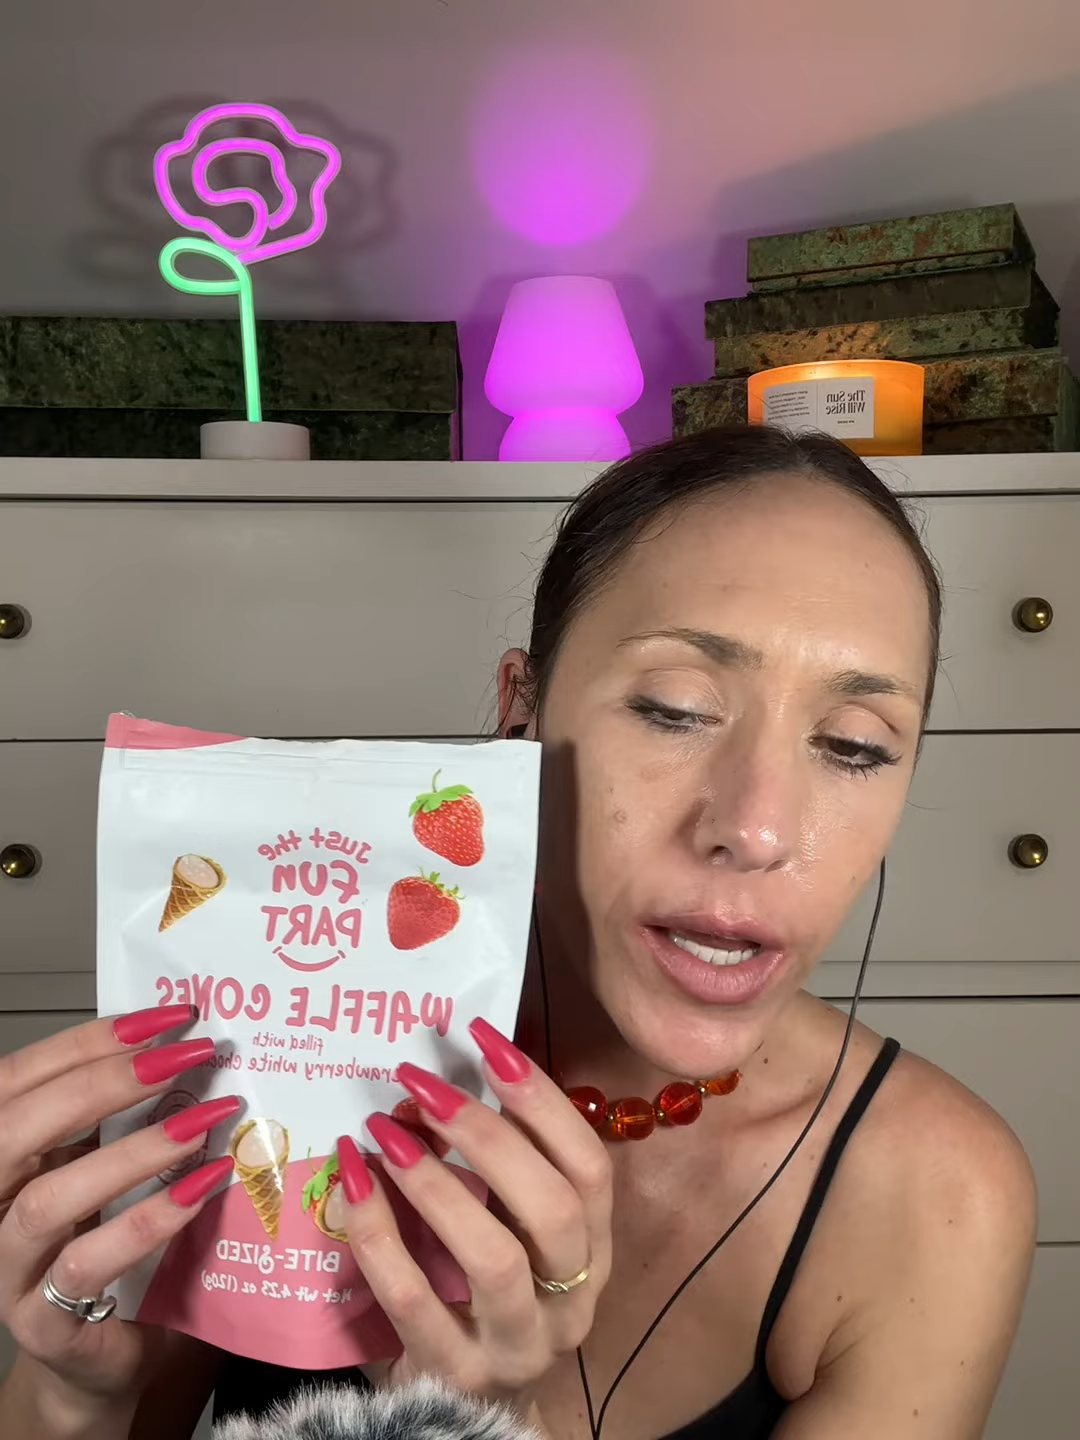 The Sun
Will Rise
Just the
FUN
PART
WAFFLE CONES
filled with
strawberry white
BITE-SIZED
Net wt 4.23 oz (120g)